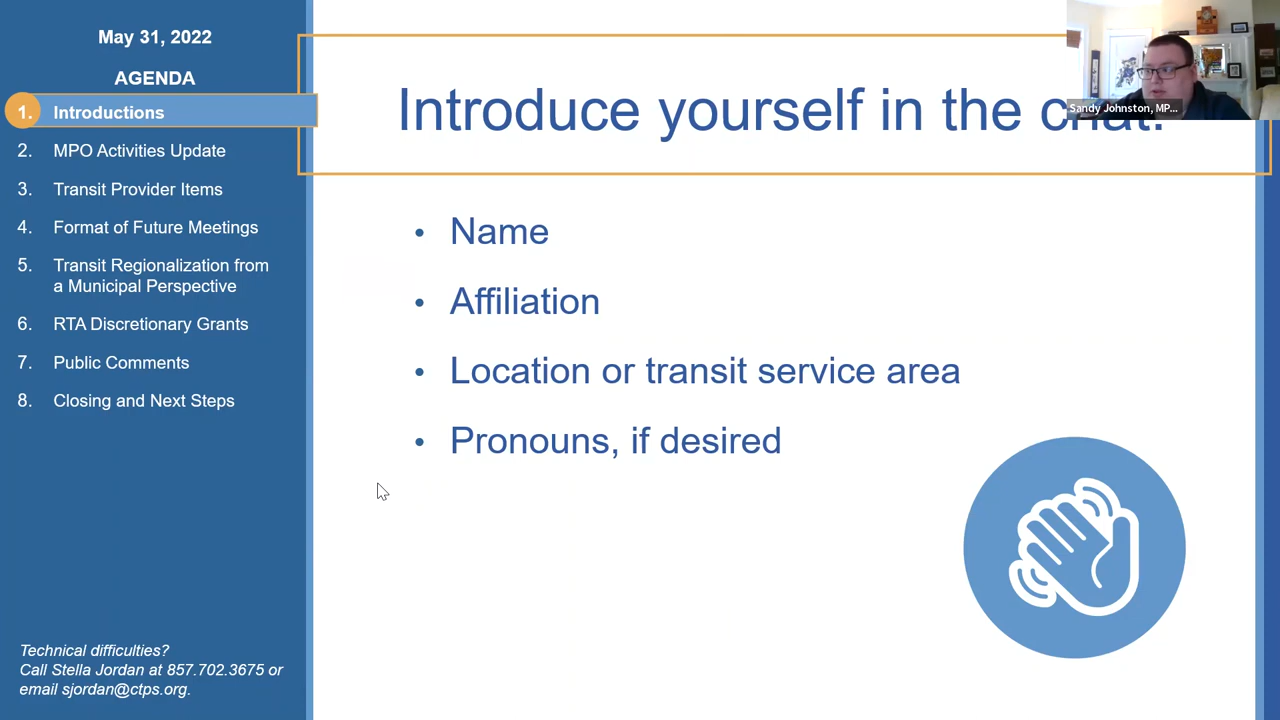 May 31, 2022
AGENDA
1. Introductions
2. MPO Activities Update
3. Transit Provider Items
4. Format of Future Meetings
5. Transit Regionalization from
a Municipal Perspective
6. RTA Discretionary Grants
7. Public Comments
8. Closing and Next Steps
Technical difficulties?
Call Stella Jordan at 857.702.3675 or
email sjordan@ctps.org.
Introduce yourself in the chat!
• Name
• Affiliation
• Location or transit service area
• Pronouns, if desired
Sandy Johnston, MP...